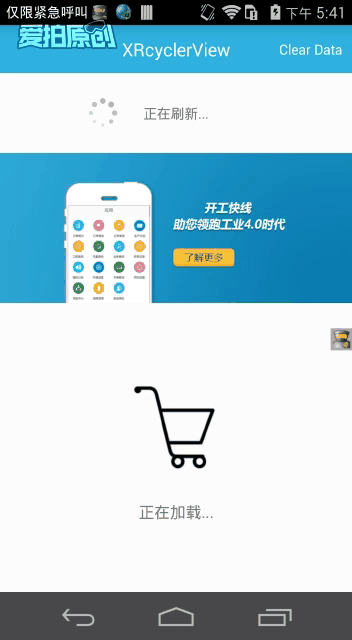 仅限紧急呼叫
下午 5:41
爱拍原创
XRcyclerView
Clear Data
正在刷新...
开工快线
助您领跑工业4.0时代
了解更多
正在加载...